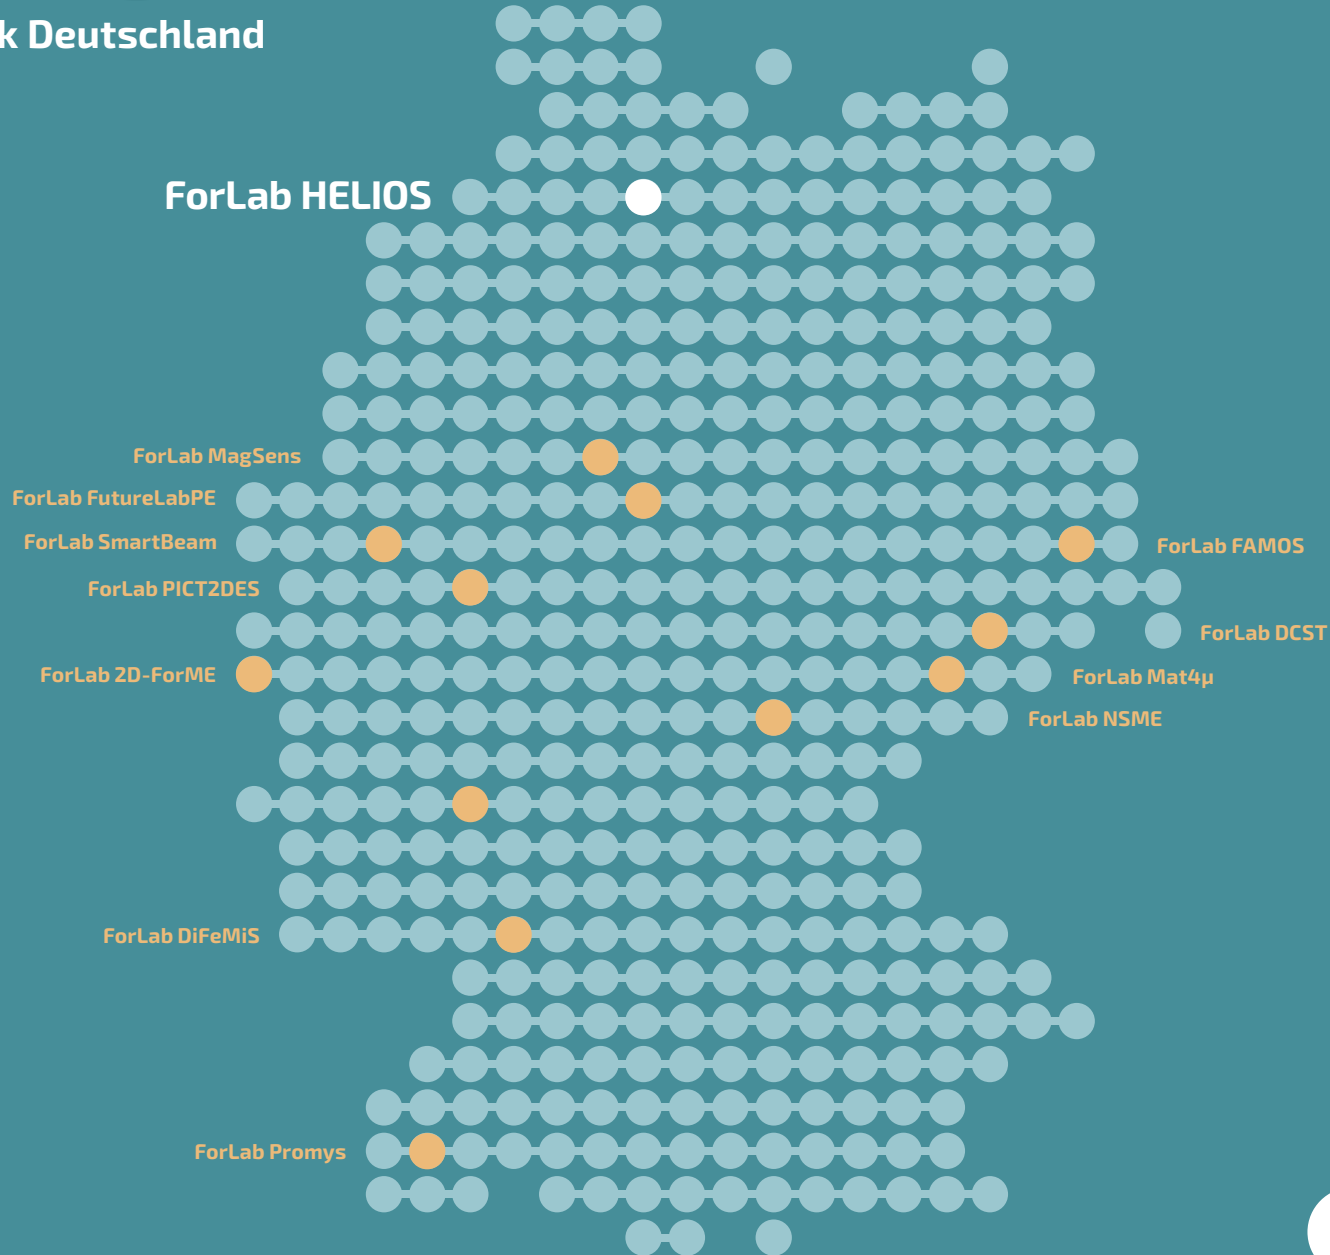 k Deutschland
ForLab HELIOS
ForLab MagSens
ForLab FutureLabPE
ForLab SmartBeam
ForLab FAMOS
ForLab PICT2DES
ForLab DCST
ForLab 2D-ForME
ForLab Mat4µ
ForLab NSME
ForLab DiFeMiS
ForLab Promys